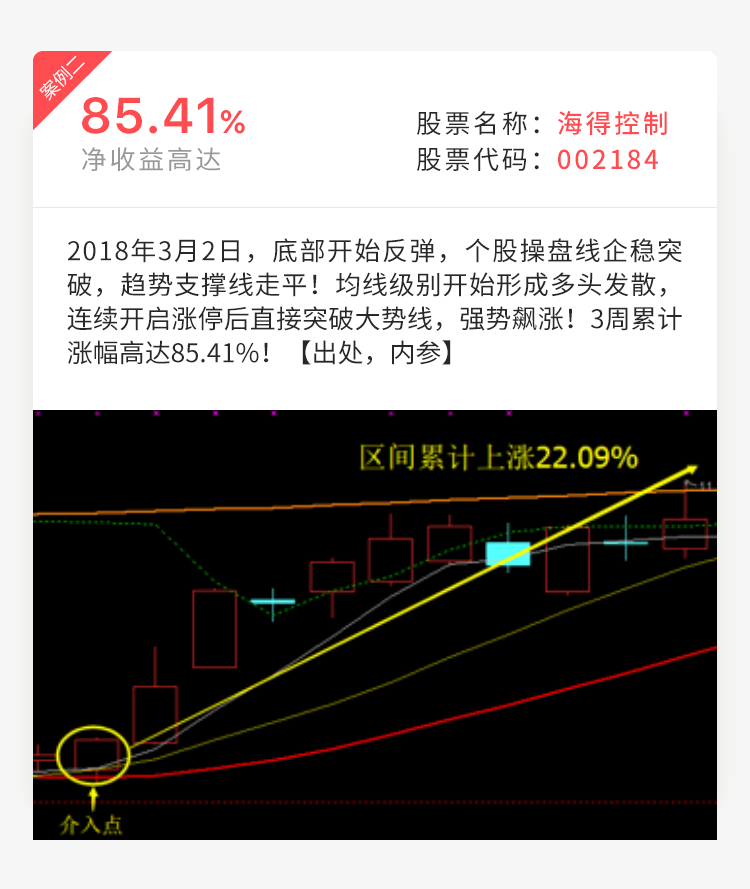 案例二
85.41%
净收益高达
股票名称：海得控制
股票代码：002184
2018年3月2日，底部开始反弹，个股操盘线企稳突
破，趋势支撑线走平！均线级别开始形成多头发散，
连续开启涨停后直接突破大势线，强势飙涨！3周累计
涨幅高达85.41%！【出处，内参】
区间累计上涨22.09%
介入点